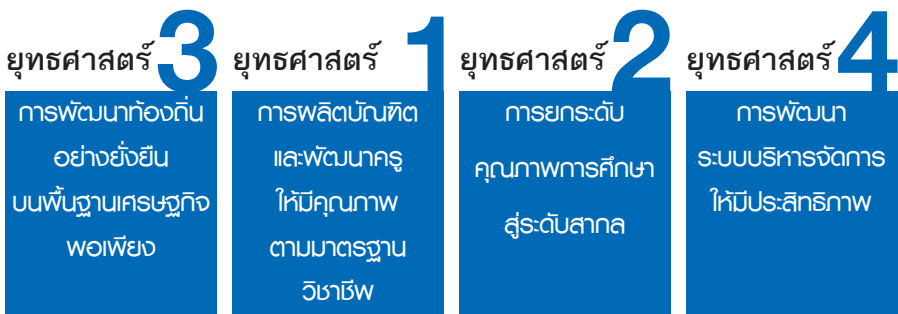 ยุทธศาสตร์ 3
การพัฒนาท้องถิ่น
อย่างยั่งยืน
บนพื้นฐานเศรษฐกิจ
พอเพียง
ยุทธศาสตร์ 1
การผลิตบัณฑิต
และพัฒนาครู
ให้มีคุณภาพ
ตามมาตรฐาน
วิชาชีพ
ยุทธศาสตร์ 2
การยกระดับ
คุณภาพการศึกษา
สู่ระดับสากล
ยุทธศาสตร์ 4
การพัฒนา
ระบบบริหารจัดการ
ให้มีประสิทธิภาพ